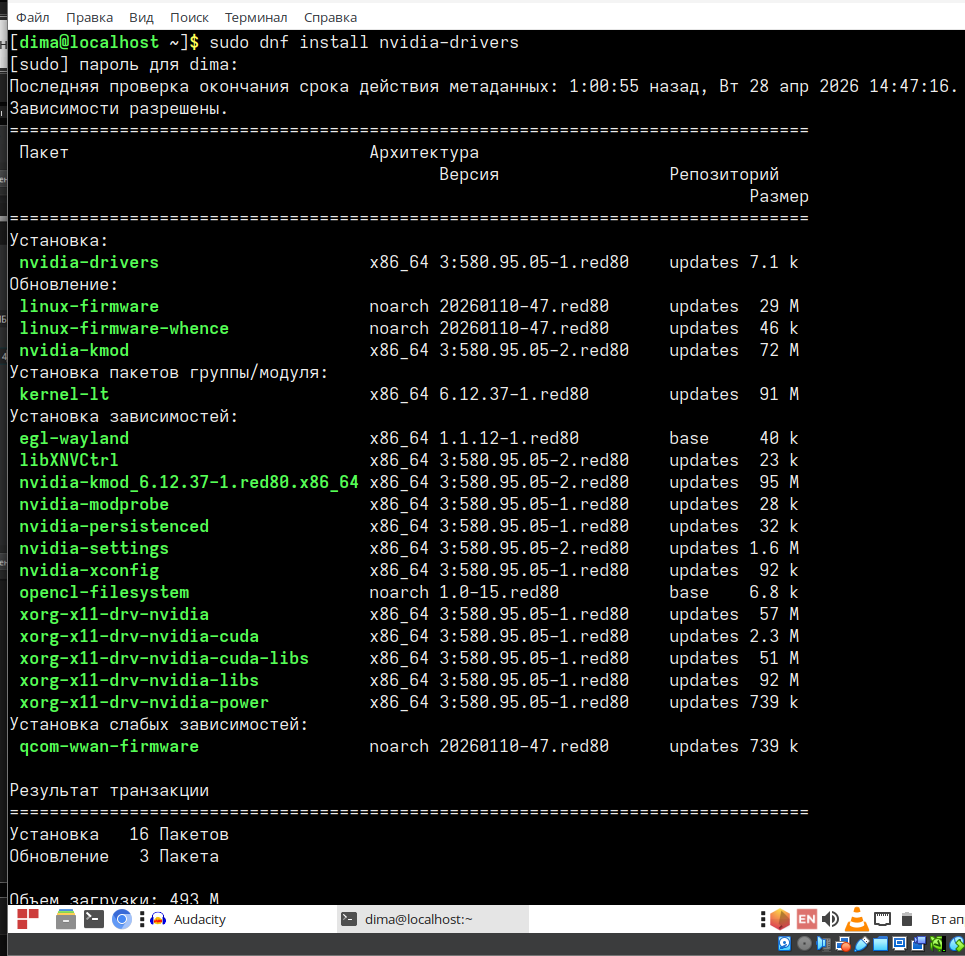 Файл Правка Вид Поиск Терминал Справка
[dima@localhost ~]$ sudo dnf install nvidia-drivers
[sudo] пароль для dima:
Последняя проверка окончания срока действия метаданных: 1:00:55 назад, Вт 28 апр 2026 14:47:16.
Зависимости разрешены.
================================================================================
Пакет Архитектура
Версия Репозиторий
Размер
================================================================================
Установка:
nvidia-drivers x86_64 3:580.95.05-1.red80 updates 7.1 k
Обновление:
linux-firmware noarch 20260110-47.red80 updates 29 M
linux-firmware-whence noarch 20260110-47.red80 updates 46 k
nvidia-kmod x86_64 3:580.95.05-2.red80 updates 72 M
Установка пакетов группы/модуля:
kernel-lt x86_64 6.12.37-1.red80 updates 91 M
Установка зависимостей:
egl-wayland x86_64 1.1.12-1.red80 base 40 k
libXNVCtrl x86_64 3:580.95.05-2.red80 updates 23 k
nvidia-kmod_6.12.37-1.red80.x86_64 x86_64 3:580.95.05-2.red80 updates 95 M
nvidia-modprobe x86_64 3:580.95.05-1.red80 updates 28 k
nvidia-persistenced x86_64 3:580.95.05-1.red80 updates 32 k
nvidia-settings x86_64 3:580.95.05-2.red80 updates 1.6 M
nvidia-xconfig x86_64 3:580.95.05-1.red80 updates 92 k
opencl-filesystem noarch 1.0-15.red80 base 6.8 k
xorg-x11-drv-nvidia x86_64 3:580.95.05-1.red80 updates 57 M
xorg-x11-drv-nvidia-cuda x86_64 3:580.95.05-1.red80 updates 2.3 M
xorg-x11-drv-nvidia-cuda-libs x86_64 3:580.95.05-1.red80 updates 51 M
xorg-x11-drv-nvidia-libs x86_64 3:580.95.05-1.red80 updates 92 M
xorg-x11-drv-nvidia-power x86_64 3:580.95.05-1.red80 updates 739 k
Установка слабых зависимостей:
qcom-wwan-firmware noarch 20260110-47.red80 updates 739 k
Результат транзакции
================================================================================
Установка 16 Пакетов
Обновление 3 Пакета
Объем загрузки: 493 M
Audacity dima@localhost:~ EN Вт ап